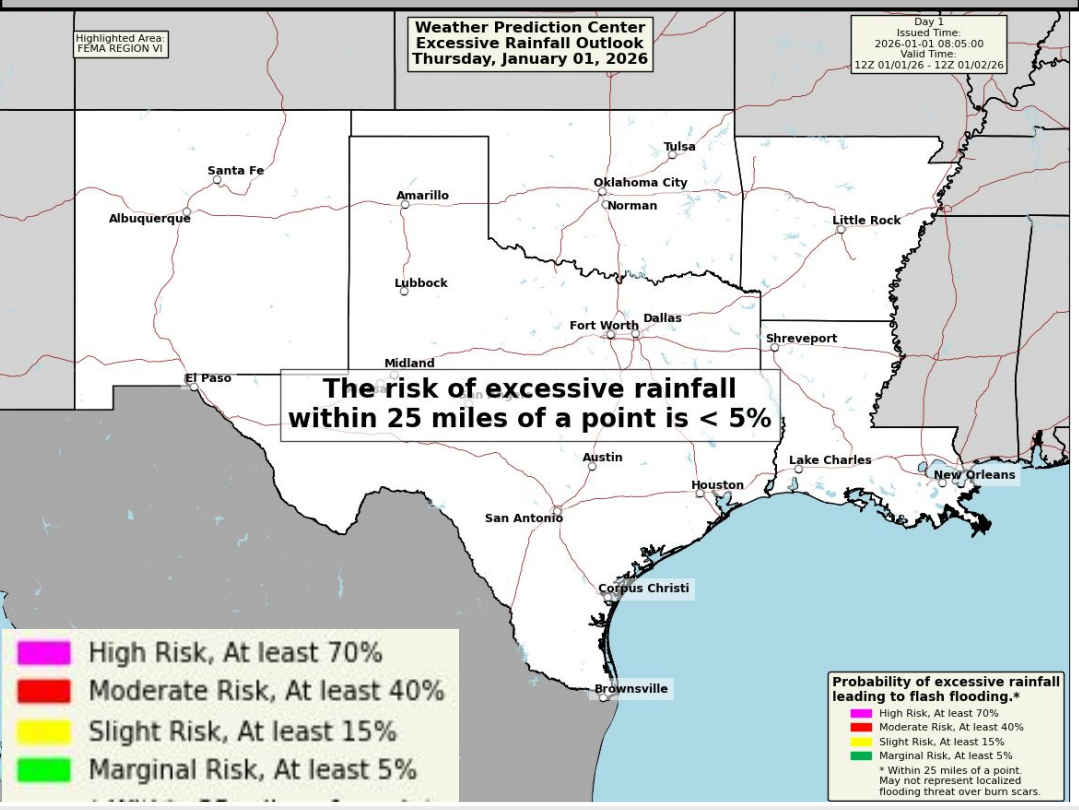 Highlighted Area:
FEMA REGION VI
Weather Prediction Center
Excessive Rainfall Outlook
Thursday, January 01, 2026
Day 1
Issued Time:
2026-01-01 08:05:00
Valid Time:
12Z 01/01/26 - 12Z 01/02/26
Santa Fe
Albuquerque
Amarillo
Tulsa
Oklahoma City
Norman
Little Rock
Lubbock
Fort Worth
Dallas
Shreveport
Midland
El Paso
San Angelo
The risk of excessive rainfall
within 25 miles of a point is < 5%
Austin
Houston
San Antonio
Lake Charles
New Orleans
Corpus Christi
Brownsville
High Risk, At least 70%
Moderate Risk, At least 40%
Slight Risk, At least 15%
Marginal Risk, At least 5%
Probability of excessive rainfall
leading to flash flooding.*
High Risk, At least 70%
Moderate Risk, At least 40%
Slight Risk, At least 15%
Marginal Risk, At least 5%
* Within 25 miles of a point.
May not represent localized
flooding threat over burn scars.